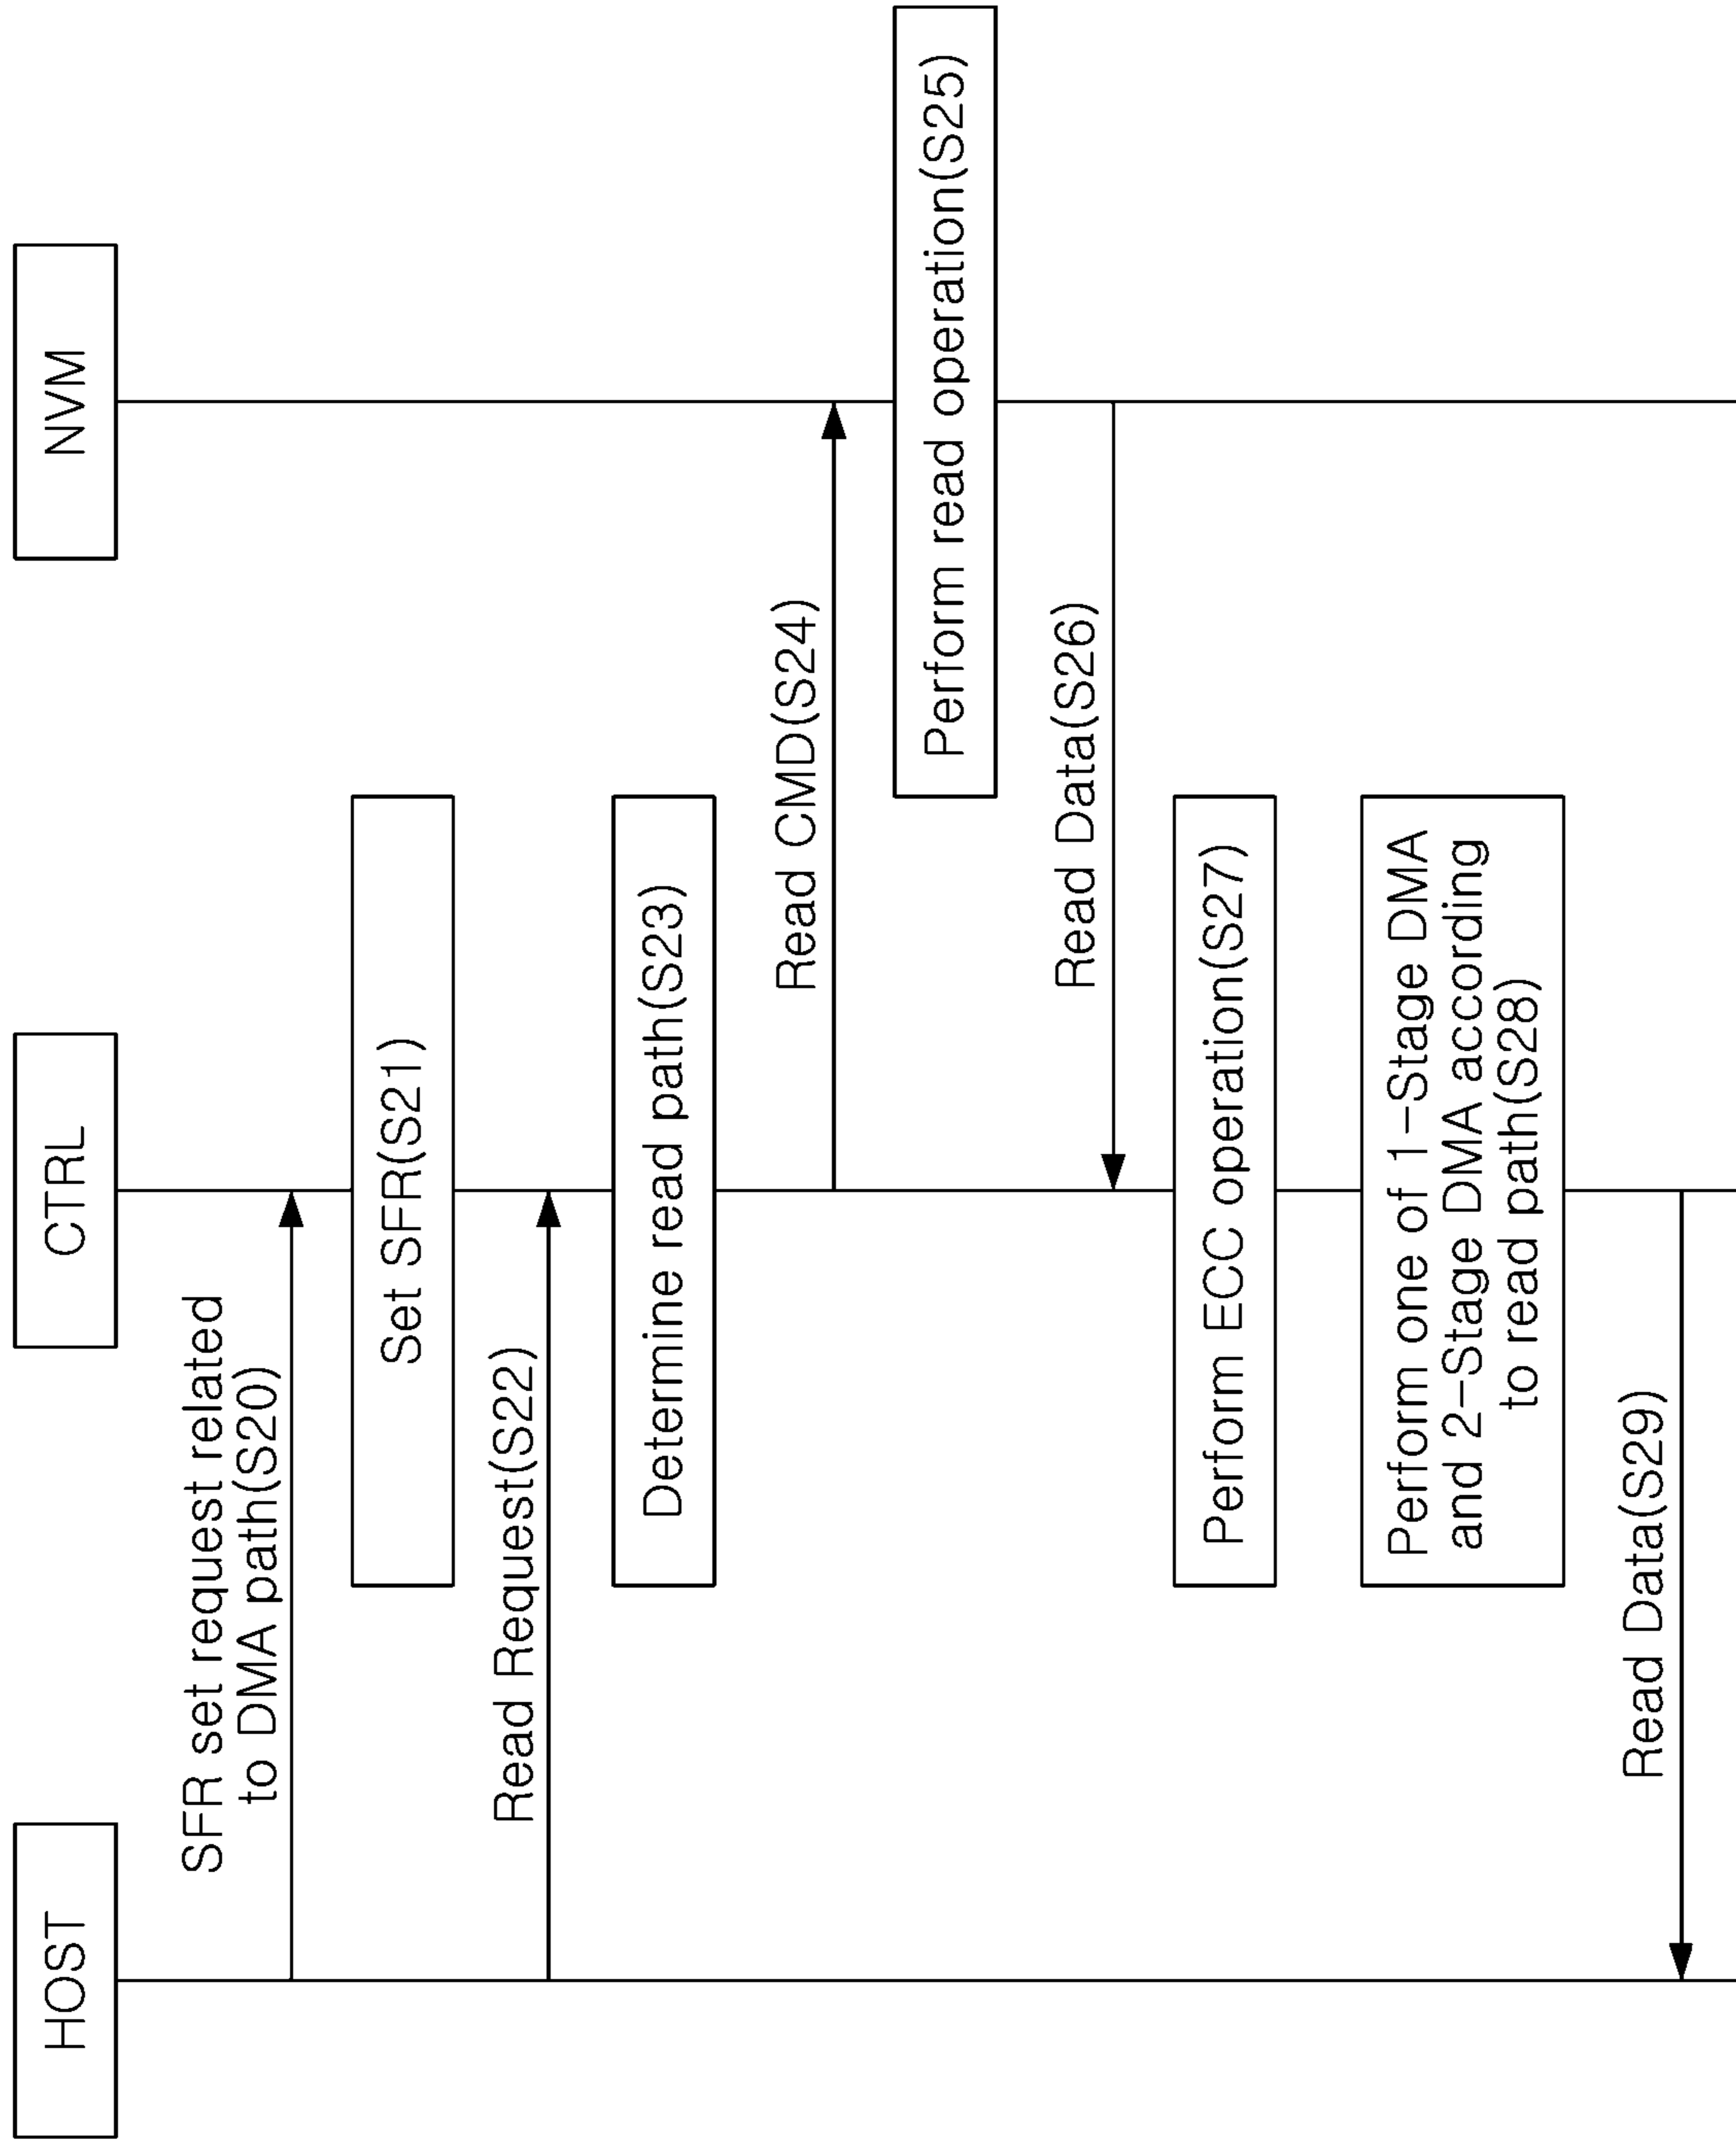 HOST
CTRL
NVM
SFR set request related
to DMA path(S20)
Set SFR(S21)
Read Request(S22)
Determine read path(S23)
Read CMD(S24)
Perform read operation(S25)
Read Data(S26)
Perform ECC operation(S27)
Perform one of 1-Stage DMA
and 2-Stage DMA according
to read path(S28)
Read Data(S29)